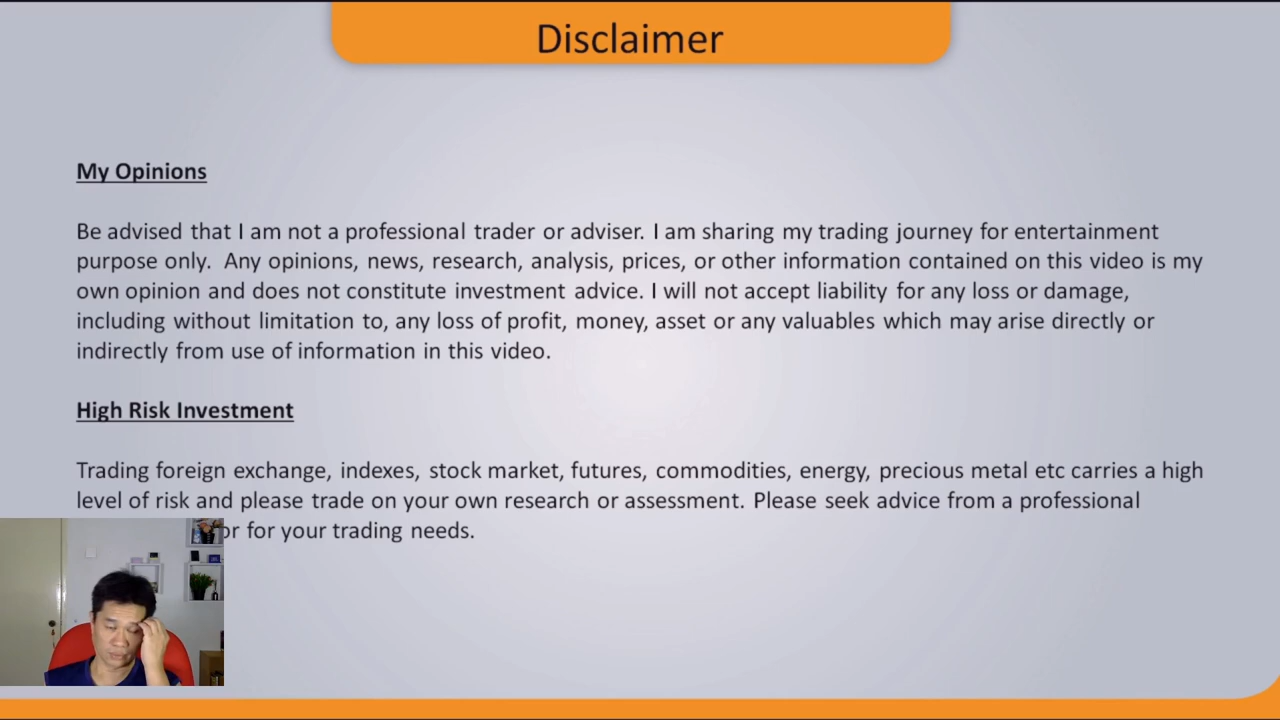 Disclaimer
My Opinions
Be advised that I am not a professional trader or adviser. I am sharing my trading journey for entertainment
purpose only.  Any opinions, news, research, analysis, prices, or other information contained on this video is my
own opinion and does not constitute investment advice. I will not accept liability for any loss or damage,
including without limitation to, any loss of profit, money, asset or any valuables which may arise directly or
indirectly from use of information in this video.
High Risk Investment
Trading foreign exchange, indexes, stock market, futures, commodities, energy, precious metal etc carries a high
level of risk and please trade on your own research or assessment. Please seek advice from a professional
for your trading needs.